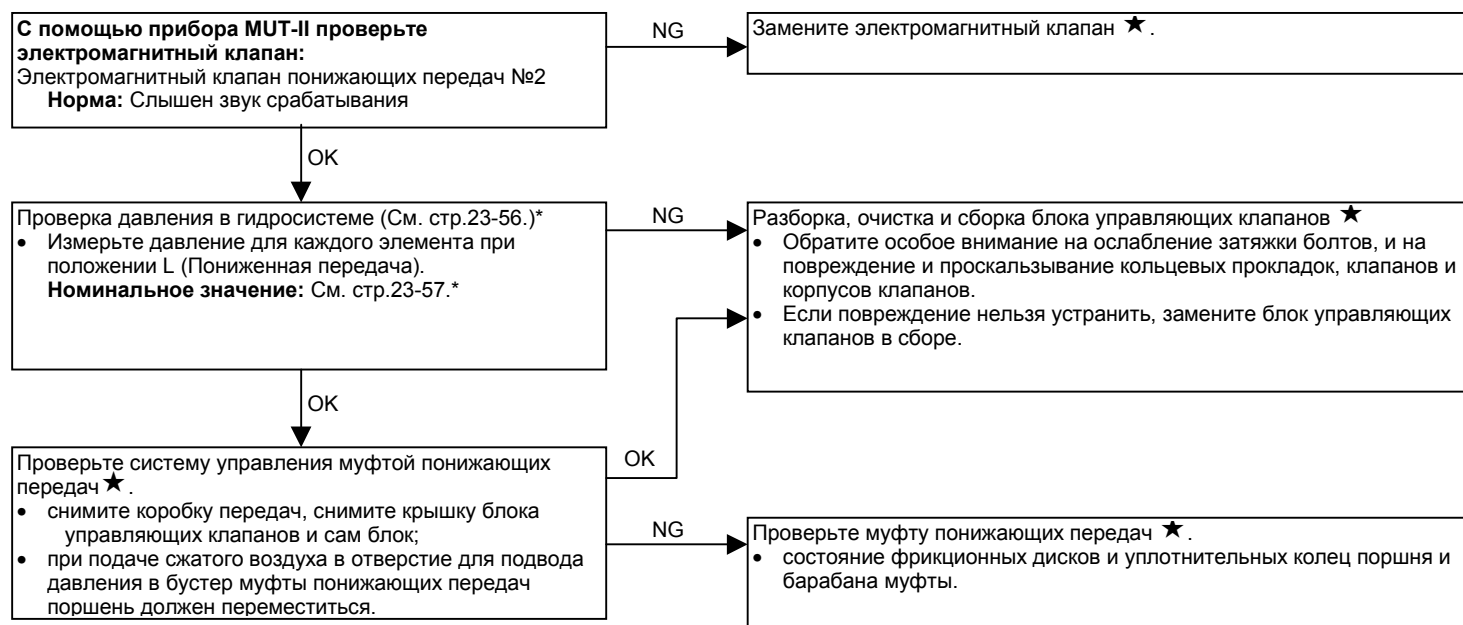 С помощью прибора MUT-II проверьте
электромагнитный клапан:
Электромагнитный клапан понижающих передач №2
Норма: Слышен звук срабатывания
NG
Замените электромагнитный клапан ★ .
OK
Проверка давления в гидросистеме (См. стр.23-56.)*
• Измерьте давление для каждого элемента при
положении L (Пониженная передача).
Номинальное значение: См. стр.23-57.*
NG
Разборка, очистка и сборка блока управляющих клапанов ★
• Обратите особое внимание на ослабление затяжки болтов, и на
повреждение и проскальзывание кольцевых прокладок, клапанов и
корпусов клапанов.
• Если повреждение нельзя устранить, замените блок управляющих
клапанов в сборе.
OK
Проверьте систему управления муфтой понижающих
передач ★ .
• снимите коробку передач, снимите крышку блока
управляющих клапанов и сам блок;
• при подаче сжатого воздуха в отверстие для подвода
давления в бустер муфты понижающих передач
поршень должен переместиться.
OK
NG
Проверьте муфту понижающих передач ★ .
• состояние фрикционных дисков и уплотнительных колец поршня и
барабана муфты.